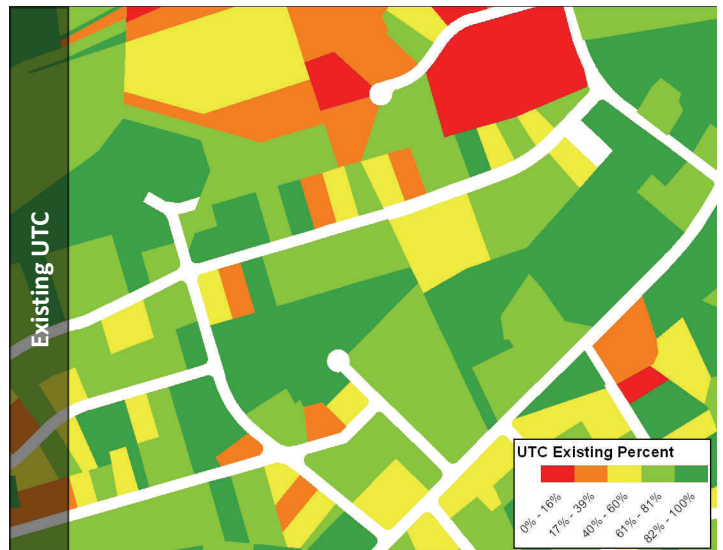 Existing UTC
UTC Existing Percent
0% - 16%
17% - 39%
40% - 60%
61% - 81%
82% - 100%